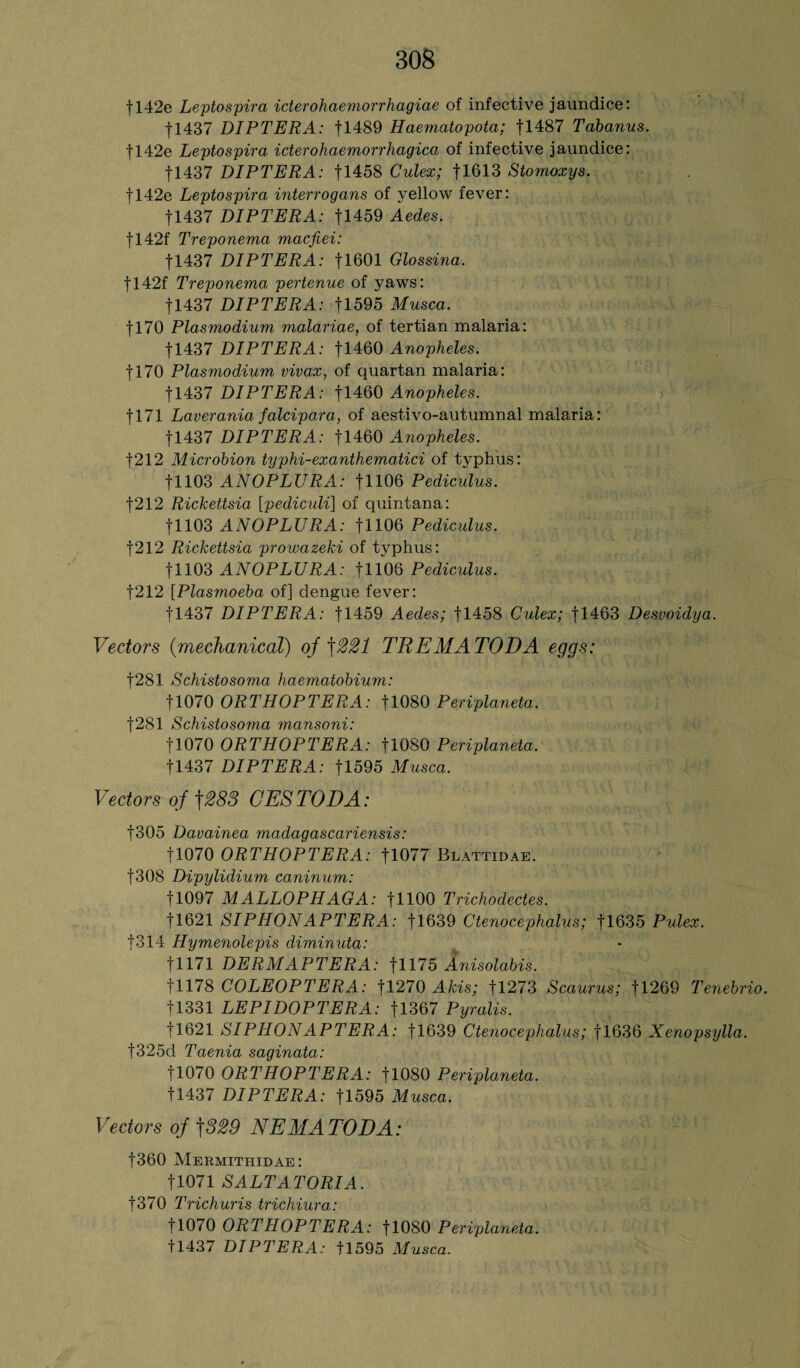 308
†142e Leptospira icterohaemorrhagiae of infective jaundice:
†1437 DIPTERA: †1489 Haematopota; †1487 Tabanus.
†142e Leptospira icterohaemorrhagica of infective jaundice:
†1437 DIPTERA: †1458 Culex; †1613 Stomoxys.
†142e Leptospira interrogans of yellow fever:
†1437 DIPTERA: †1459 Aedes.
†142f Treponema macfiei:
†1437 DIPTERA: †1601 Glossina.
†142f Treponema pertenue of yaws:
†1437 DIPTERA: †1595 Musca.
†170 Plasmodium malariae, of tertian malaria:
†1437 DIPTERA: †1460 Anopheles.
†170 Plasmodium vivax, of quartan malaria:
†1437 DIPTERA: †1460 Anopheles.
†171 Laverania falcipara, of aestivo-autumnal malaria:
†1437 DIPTERA: †1460 Anopheles.
†212 Microbion typhi-exanthematici of typhus:
†1103 ANOPLURA: †1106 Pediculus.
†212 Rickettsia [pediculi] of quintana:
†1103 ANOPLURA: †1106 Pediculus.
†212 Rickettsia prowazeki of typhus:
†1103 ANOPLURA: †1106 Pediculus.
†212 [Plasmoeba of] dengue fever:
†1437 DIPTERA: †1459 Aedes; †1458 Culex; †1463 Desvoidya.
Vectors (mechanical) of †221 TREMATODA eggs:
†281 Schistosoma haematobium:
†1070 ORTHOPTERA: †1080 Periplaneta.
†281 Schistosoma mansoni:
†1070 ORTHOPTERA: †1080 Periplaneta.
†1437 DIPTERA: †1595 Musca.
Vectors of †283 CESTODA:
†305 Davainea madagascariensis:
†1070 ORTHOPTERA: †1077 BLATTIDAE.
†308 Dipylidium caninum:
†1097 MALLOPHAGA: †1100 Trichodectes.
†1621 SIPHONAPTERA: †1639 Ctenocephalus; †1635 Pulex.
†314 Hymenolepis diminuta:
†1171 DERMAPTERA: †1175 Anisolabis.
†1178 COLEOPTERA: †1270 Akis; †1273 Scaurus; †1269 Tenebrio.
†1331 LEPIDOPTERA: †1367 Pyralis.
†1621 SIPHONAPTERA: †1639 Ctenocephalus; †1636 Xenopsylla.
†325d Taenia saginata:
†1070 ORTHOPTERA: †1080 Periplaneta.
†1437 DIPTERA: †1595 Musca.
Vectors of †329 NEMATODA:
†360 MERMITHIDAE:
†1071 SALTATORIA.
†370 Trichuris trichiura:
†1070 ORTHOPTERA: †1080 Periplaneta.
†1437 DIPTERA: †1595 Musca.